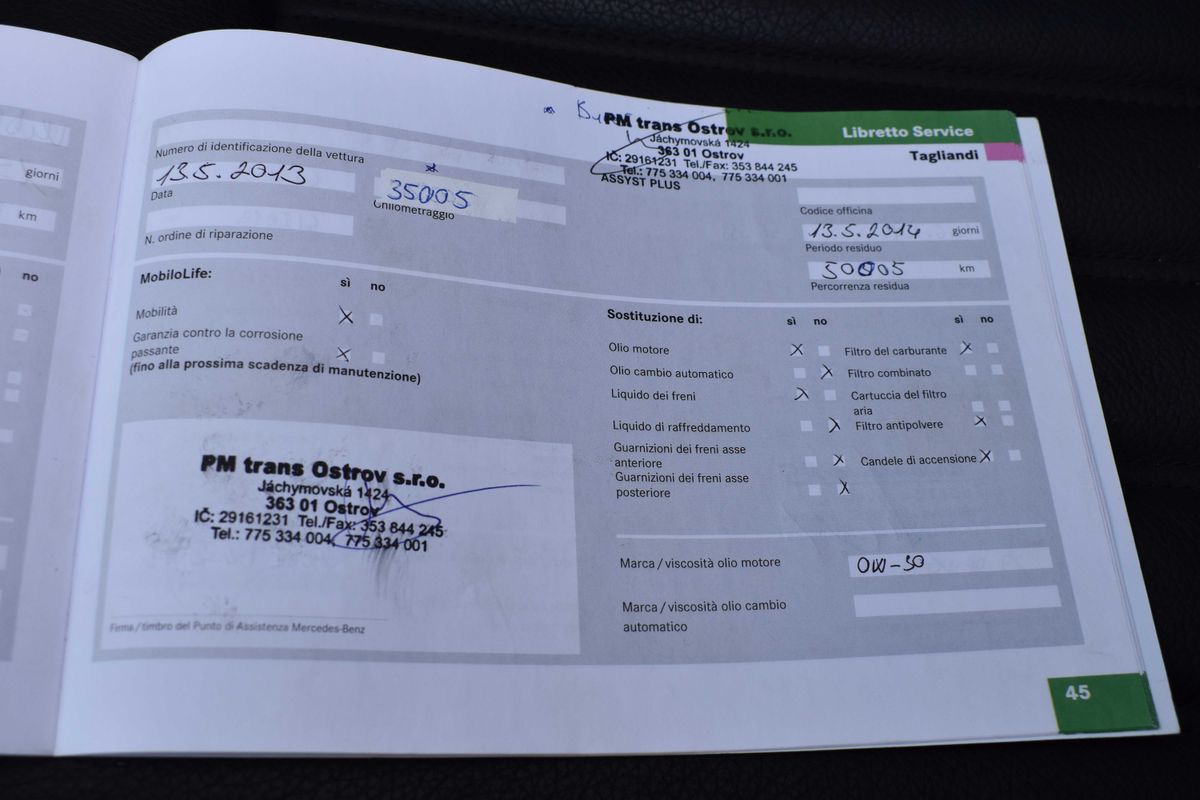 giorni
km
no
PM trans Ostrov s.r.o.
Jáchymovská 1424
363 01 Ostrov
IČ: 29161231 Tel./Fax: 353 844 245
Tel.: 775 334 004, 775 334 001
ASSYST PLUS
Libretto Service
Tagliandi
Numero di identificazione della vettura
13.5.2013
Data
35005
Chilometraggio
N. ordine di riparazione
Codice officina
13.5.2014 giorni
Periodo residuo
50005 km
Percorrenza residua
MobiloLife:
sì no
Mobilità
Garanzia contro la corrosione
passante
(fino alla prossima scadenza di manutenzione)
PM trans Ostrov s.r.o.
Jáchymovská 1424
363 01 Ostrov
IČ: 29161231 Tel./Fax: 353 844 245
Tel.: 775 334 004, 775 334 001
Firma/timbro del Punto di Assistenza Mercedes-Benz
Sostituzione di:
sì no
sì no
Olio motore
Filtro del carburante
Olio cambio automatico
Filtro combinato
Liquido dei freni
Cartuccia del filtro
aria
Liquido di raffreddamento
Filtro antipolvere
Guarnizioni dei freni asse
anteriore
Candele di accensione
Guarnizioni dei freni asse
posteriore
Marca/viscosità olio motore
0W-30
Marca/viscosità olio cambio
automatico
45